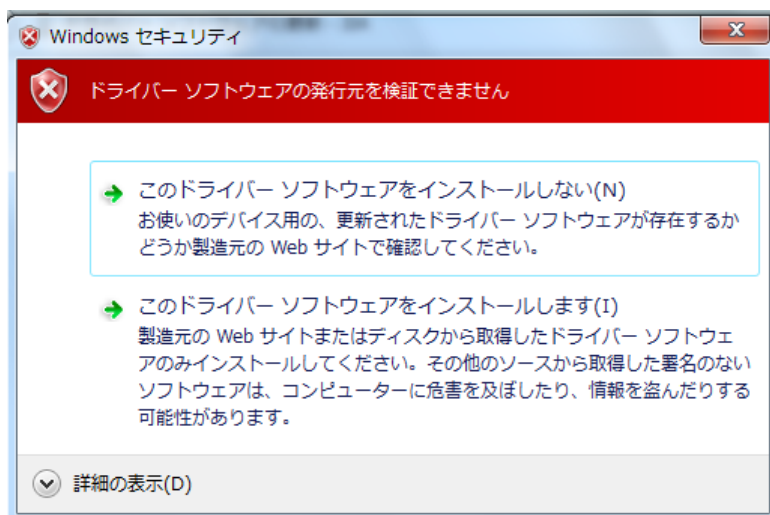 Windows セキュリティ
ドライバー ソフトウェアの発行元を検証できません
このドライバー ソフトウェアをインストールしない(N)
お使いのデバイス用の、更新されたドライバー ソフトウェアが存在するか
どうか製造元の Web サイトで確認してください。
このドライバー ソフトウェアをインストールします(I)
製造元の Web サイトまたはディスクから取得したドライバー ソフトウェ
アのみインストールしてください。その他のソースから取得した署名のない
ソフトウェアは、コンピューターに危害を及ぼしたり、情報を盗んだりする
可能性があります。
詳細の表示(D)